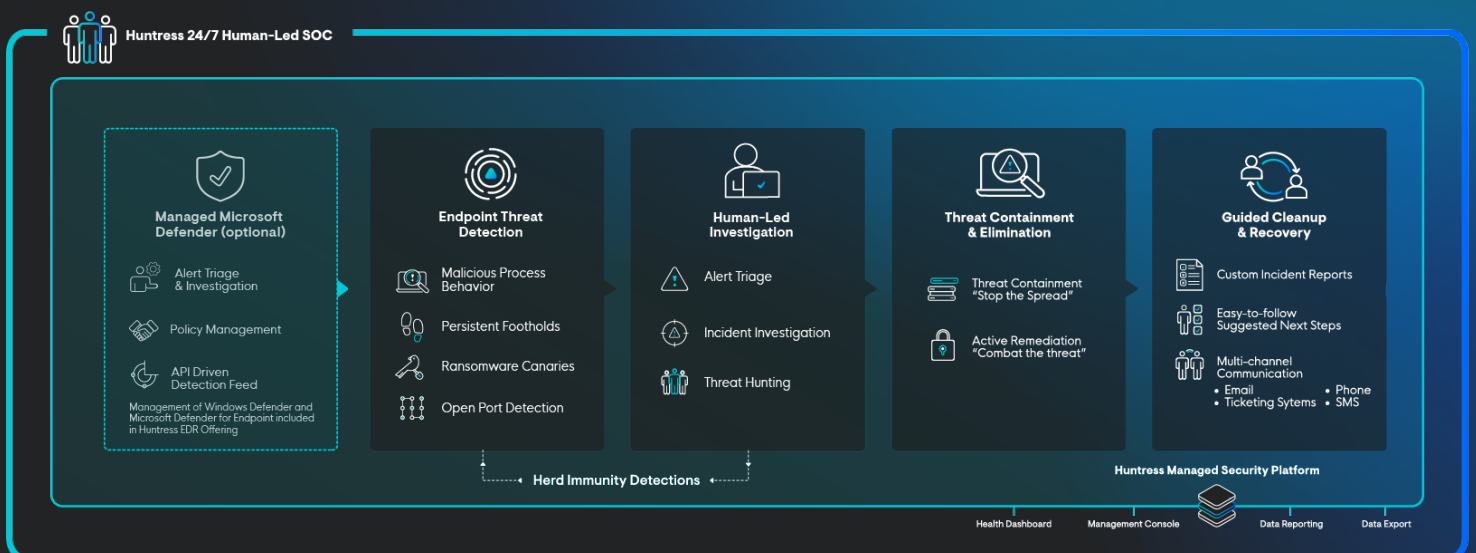 Huntress 24/7 Human-Led SOC
Managed Microsoft
Defender (optional)
Alert Triage
& Investigation
Policy Management
API Driven
Detection Feed
Management of Windows Defender and
Microsoft Defender for Endpoint included
in Huntress EDR Offering
Endpoint Threat
Detection
Malicious Process
Behavior
Persistent Footholds
Ransomware Canaries
Open Port Detection
Human-Led
Investigation
Alert Triage
Incident Investigation
Threat Hunting
Threat Containment
& Elimination
Threat Containment
“Stop the Spread”
Active Remediation
“Combat the threat”
Guided Cleanup
& Recovery
Custom Incident Reports
Easy-to-follow
Suggested Next Steps
Multi-channel
Communication
• Email
• Phone
• Ticketing Sytems
• SMS
Herd Immunity Detections
Huntress Managed Security Platform
Health Dashboard
Management Console
Data Reporting
Data Export